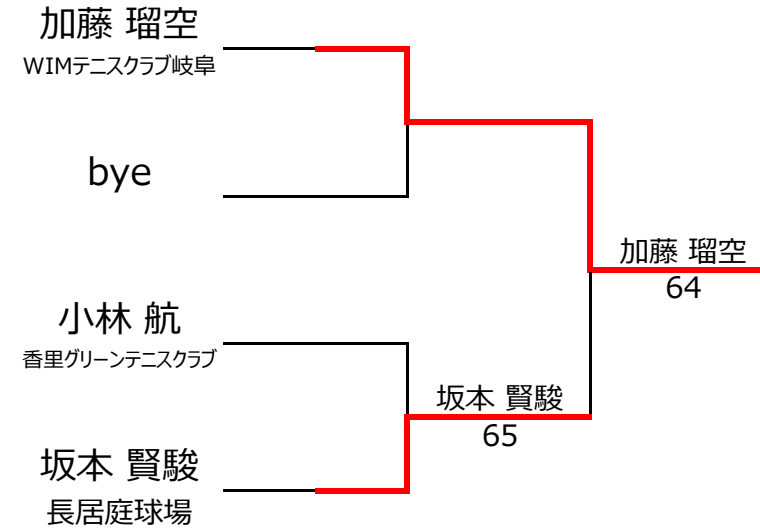 加藤 瑠空
WIMテニスクラブ岐阜
bye
加藤 瑠空
64
小林 航
香里グリーンテニスクラブ
坂本 賢駿
65
坂本 賢駿
長居庭球場